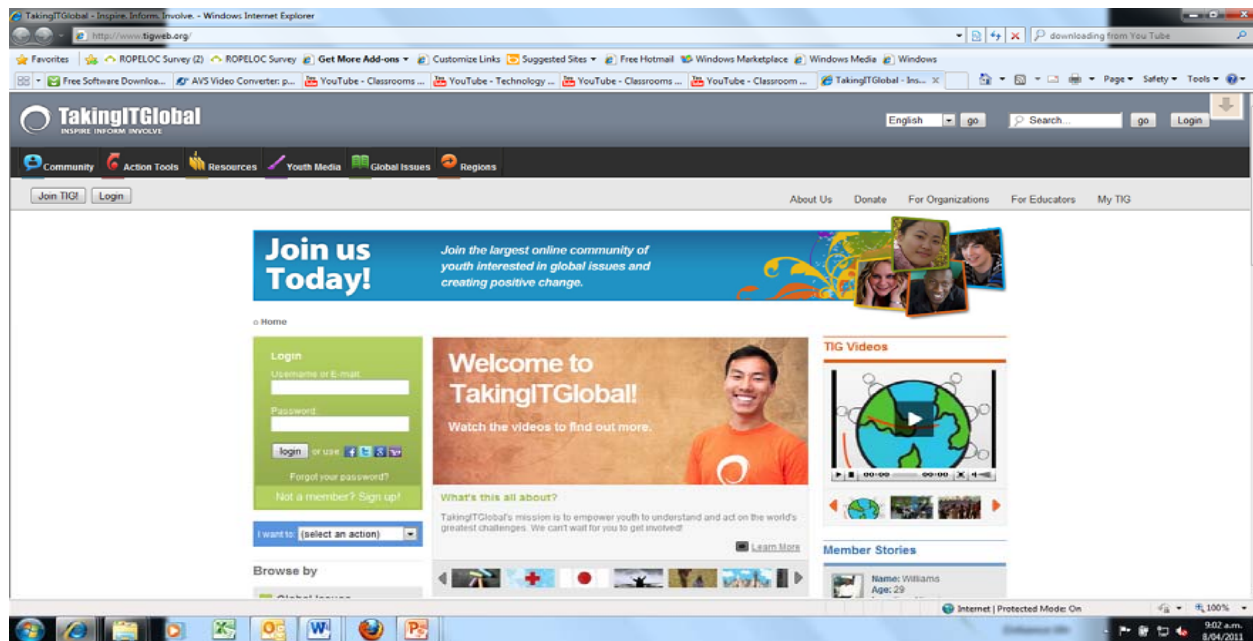 TakingITGlobal - Inspire. Inform. Involve. - Windows Internet Explorer
http://www.tigweb.org/
downloading from You Tube
Favorites ROPELOC Survey (2) ROPELOC Survey Get More Add-ons Customize Links Suggested Sites Free Hotmail Windows Marketplace Windows Media Windows
Free Software Downloa... AVS Video Converter: p... YouTube - Classrooms ... YouTube - Technology ... YouTube - Classrooms ... YouTube - Classroom ... TakingITGlobal - Ins... Page Safety Tools
TakingITGlobal
INSPIRE INFORM INVOLVE
English go Search... go Login
Community Action Tools Resources Youth Media Global Issues Regions
Join TIG! Login
About Us Donate For Organizations For Educators My TIG
Join us
Today!
Join the largest online community of
youth interested in global issues and
creating positive change.
Home
Login
Username or E-mail:
Password:
login or use
Forgot your password?
Not a member? Sign up!
I want to: (select an action)
Browse by
Global Issues
Welcome to
TakingITGlobal!
Watch the videos to find out more.
What's this all about?
TakingITGlobal's mission is to empower youth to understand and act on the world's
greatest challenges. We can't wait for you to get involved!
Learn More
TIG Videos
00:00 00:00
Member Stories
Name: Williams
Age: 29
Internet | Protected Mode: On
100%
9:02 a.m.
8/04/2011